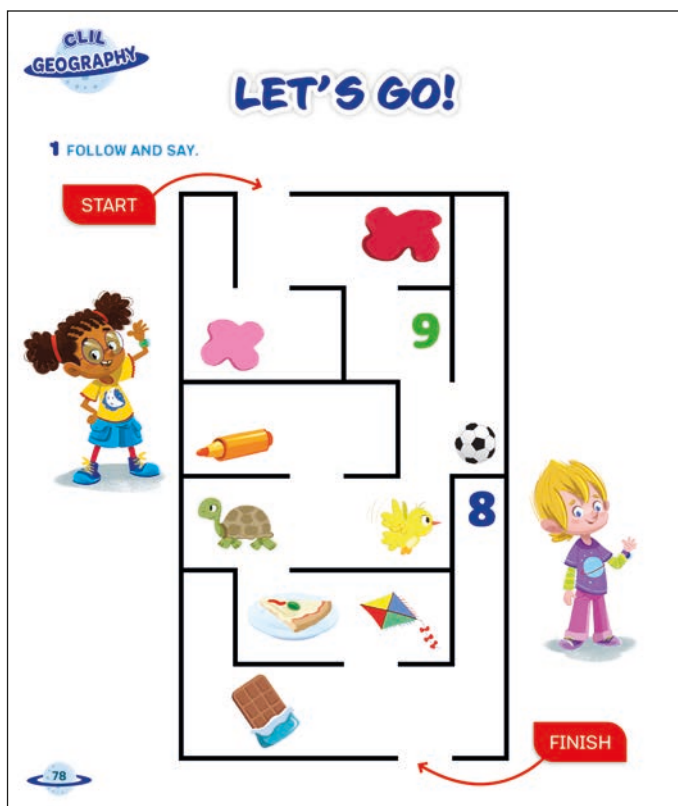 CLIL
GEOGRAPHY
LET'S GO!
1 FOLLOW AND SAY.
START
9
8
FINISH
78